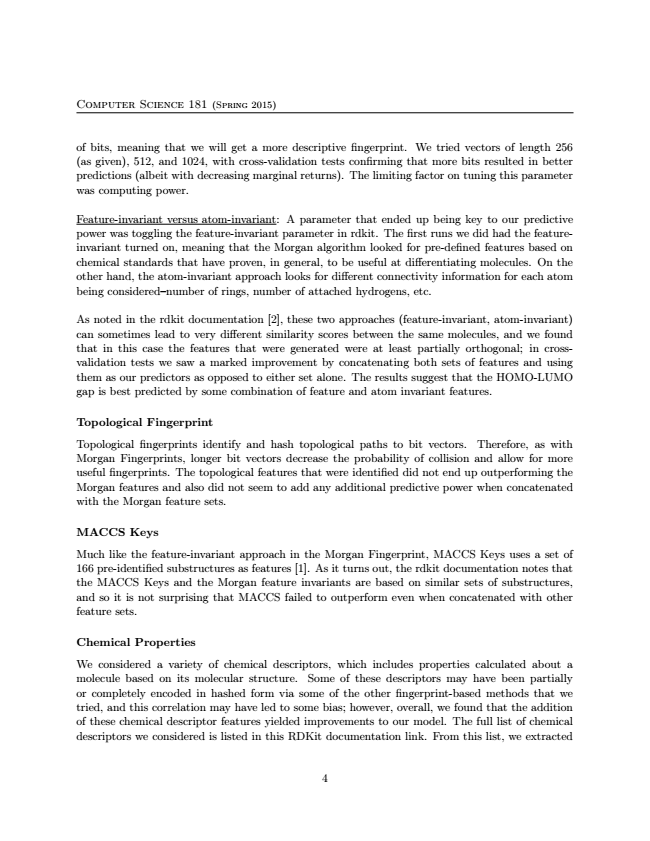 COMPUTER SCIENCE 181 (SPRING 2015)
of bits, meaning that we will get a more descriptive fingerprint. We tried vectors of length 256
(as given), 512, and 1024, with cross-validation tests confirming that more bits resulted in better
predictions (albeit with decreasing marginal returns). The limiting factor on tuning this parameter
was computing power.
Feature-invariant versus atom-invariant: A parameter that ended up being key to our predictive
power was toggling the feature-invariant parameter in rdkit. The first runs we did had the feature-
invariant turned on, meaning that the Morgan algorithm looked for pre-defined features based on
chemical standards that have proven, in general, to be useful at differentiating molecules. On the
other hand, the atom-invariant approach looks for different connectivity information for each atom
being considered–number of rings, number of attached hydrogens, etc.
As noted in the rdkit documentation [2], these two approaches (feature-invariant, atom-invariant)
can sometimes lead to very different similarity scores between the same molecules, and we found
that in this case the features that were generated were at least partially orthogonal; in cross-
validation tests we saw a marked improvement by concatenating both sets of features and using
them as our predictors as opposed to either set alone. The results suggest that the HOMO-LUMO
gap is best predicted by some combination of feature and atom invariant features.
Topological Fingerprint
Topological fingerprints identify and hash topological paths to bit vectors. Therefore, as with
Morgan Fingerprints, longer bit vectors decrease the probability of collision and allow for more
useful fingerprints. The topological features that were identified did not end up outperforming the
Morgan features and also did not seem to add any additional predictive power when concatenated
with the Morgan feature sets.
MACCS Keys
Much like the feature-invariant approach in the Morgan Fingerprint, MACCS Keys uses a set of
166 pre-identified substructures as features [1]. As it turns out, the rdkit documentation notes that
the MACCS Keys and the Morgan feature invariants are based on similar sets of substructures,
and so it is not surprising that MACCS failed to outperform even when concatenated with other
feature sets.
Chemical Properties
We considered a variety of chemical descriptors, which includes properties calculated about a
molecule based on its molecular structure. Some of these descriptors may have been partially
or completely encoded in hashed form via some of the other fingerprint-based methods that we
tried, and this correlation may have led to some bias; however, overall, we found that the addition
of these chemical descriptor features yielded improvements to our model. The full list of chemical
descriptors we considered is listed in this RDKit documentation link. From this list, we extracted
4